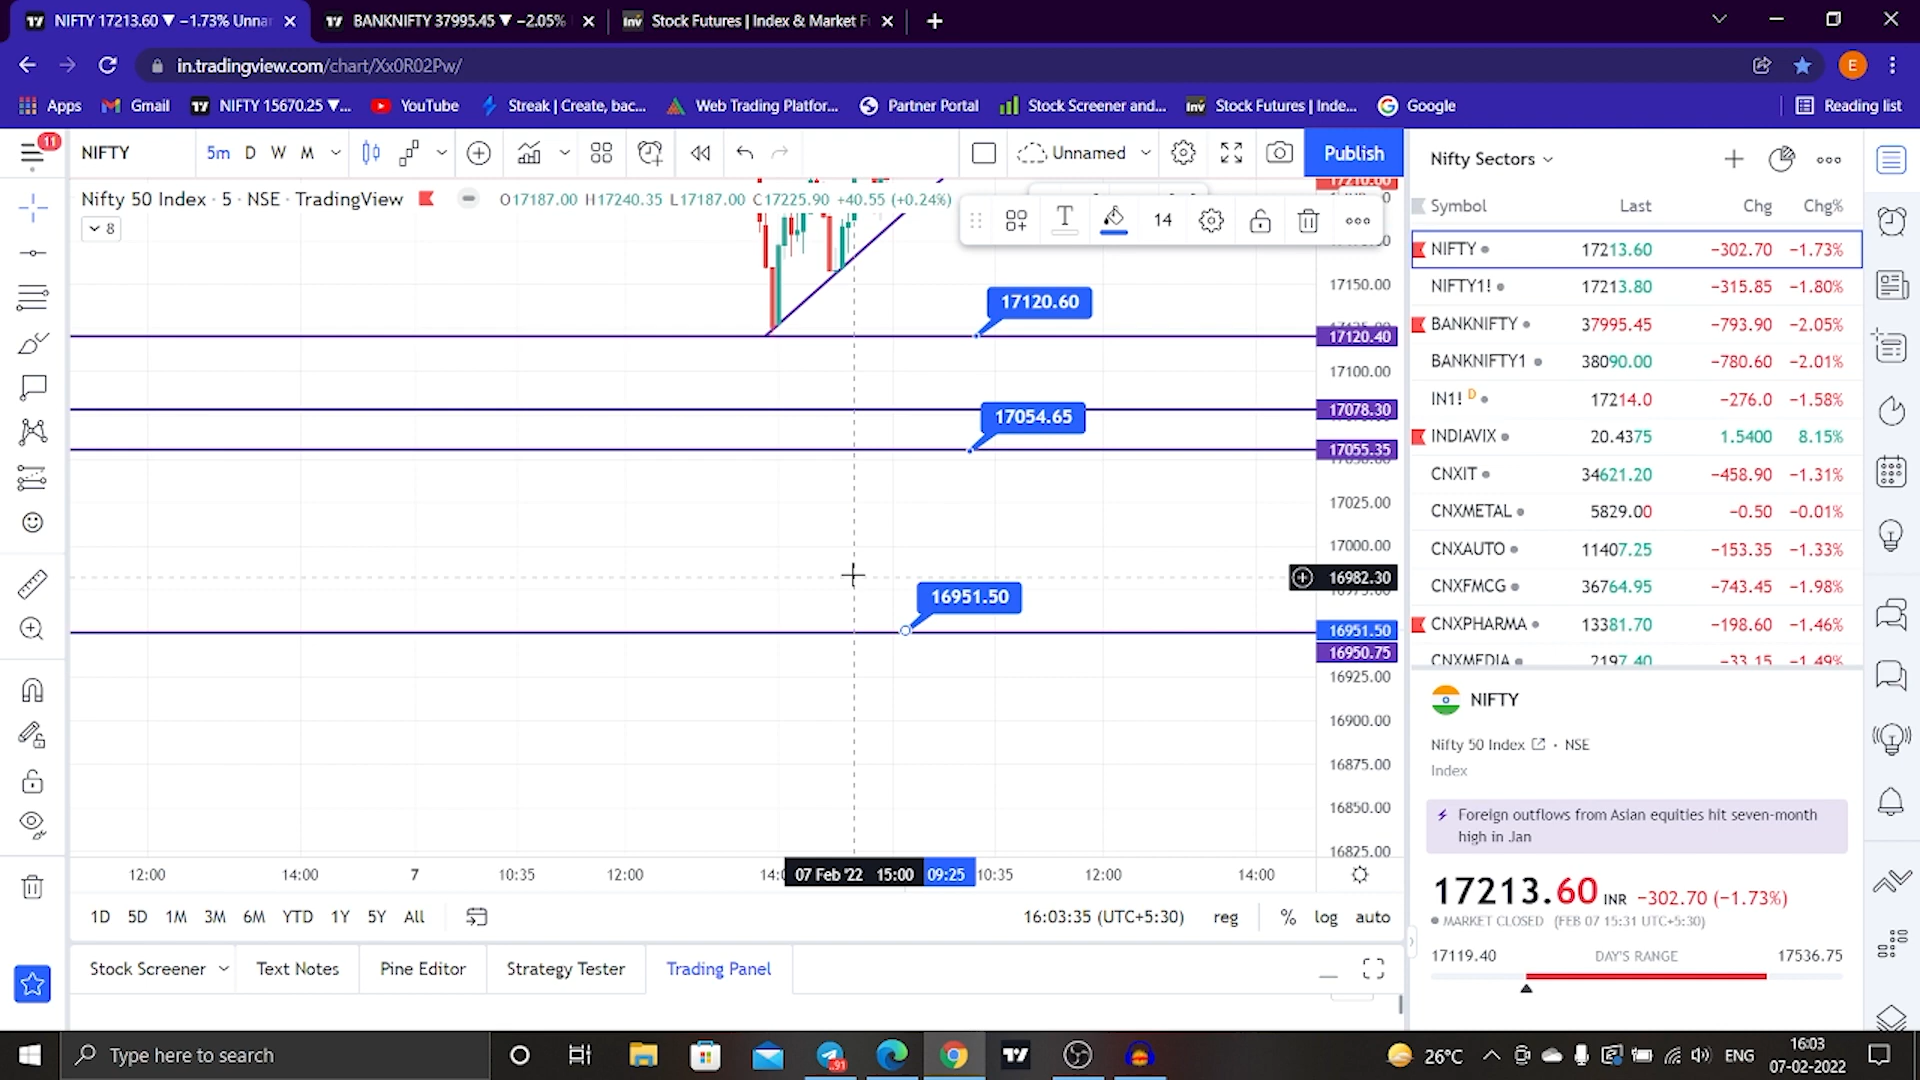 NIFTY 17213.60 ▼ −1.73% Unna
BANKNIFTY 37995.45 ▼ −2.05%
Stock Futures | Index & Market F
in.tradingview.com/chart/Xx0R02Pw/
E
Apps
Gmail
NIFTY 15670.25 ▼...
YouTube
Streak | Create, bac...
Web Trading Platfor...
Partner Portal
Stock Screener and...
Stock Futures | Inde...
Google
Reading list
11
NIFTY
5m D W M
Unnamed
Publish
Nifty Sectors
Nifty 50 Index · 5 · NSE · TradingView
O17187.00 H17240.35 L17187.00 C17225.90 +40.55 (+0.24%)
8
14
Symbol Last Chg Chg%
NIFTY 17213.60 −302.70 −1.73%
NIFTY1! 17213.80 −315.85 −1.80%
BANKNIFTY 37995.45 −793.90 −2.05%
BANKNIFTY1 38090.00 −780.60 −2.01%
IN1! D 17214.0 −276.0 −1.58%
INDIAVIX 20.4375 1.5400 8.15%
CNXIT 34621.20 −458.90 −1.31%
CNXMETAL 5829.00 −0.50 −0.01%
CNXAUTO 11407.25 −153.35 −1.33%
CNXFMCG 36764.95 −743.45 −1.98%
CNXPHARMA 13381.70 −198.60 −1.46%
CNXMEDIA 2197.40 −33.15 −1.49%
17120.60
17054.65
16951.50
17210.00
17150.00
17120.40
17100.00
17078.30
17055.35
17025.00
17000.00
16982.30
16951.50
16950.75
16925.00
16900.00
16875.00
16850.00
16825.00
12:00 14:00 7 10:35 12:00 07 Feb '22 15:00 09:25 10:35 12:00 14:00
1D 5D 1M 3M 6M YTD 1Y 5Y All
16:03:35 (UTC+5:30) reg % log auto
Stock Screener
Text Notes
Pine Editor
Strategy Tester
Trading Panel
NIFTY
Nifty 50 Index · NSE
Index
Foreign outflows from Asian equities hit seven-month
high in Jan
17213.60 INR −302.70 (−1.73%)
MARKET CLOSED (FEB 07 15:31 UTC+5:30)
17119.40 DAY'S RANGE 17536.75
Type here to search
91
26°C
ENG
16:03
07-02-2022